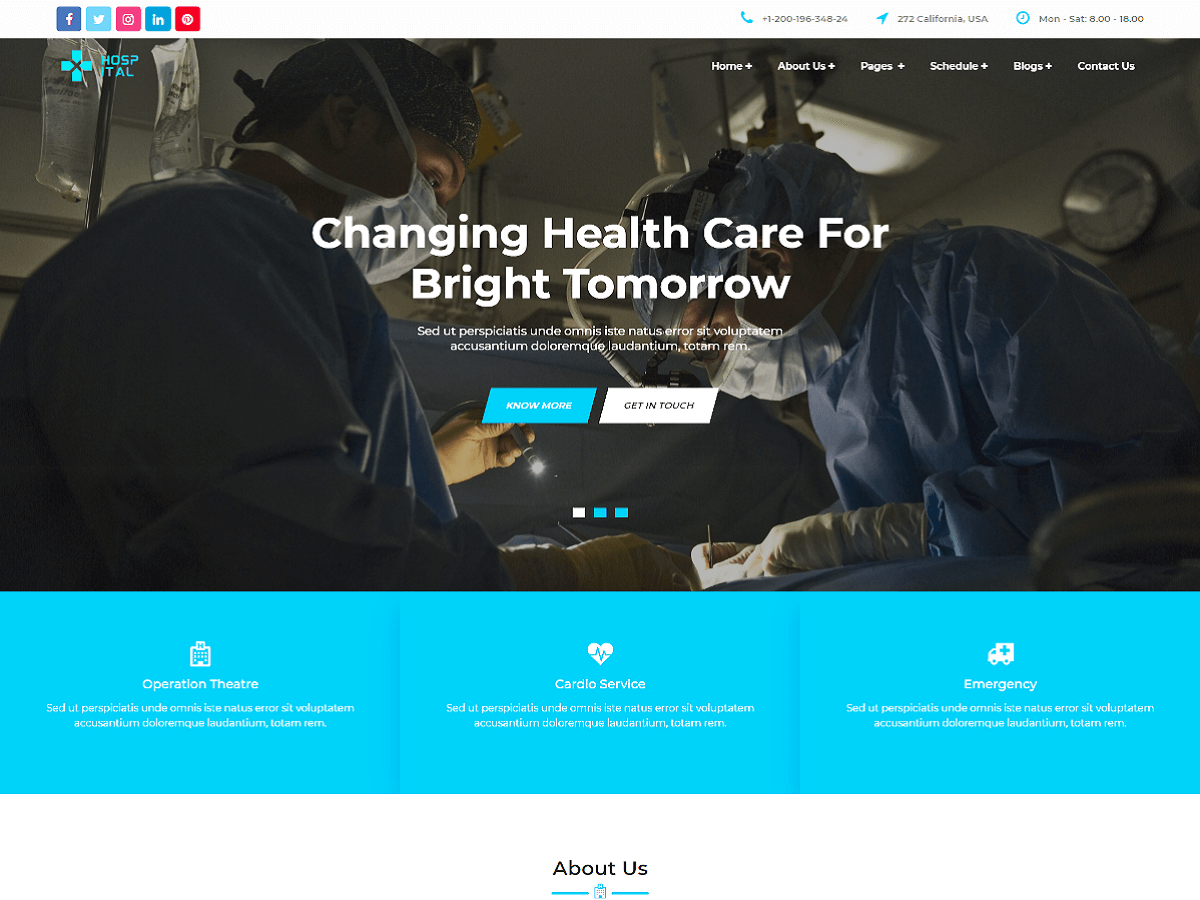 +1-200-196-348-24
272 California, USA
Mon - Sat: 8.00 - 18.00
HOSP
ITAL
Home +
About Us +
Pages +
Schedule +
Blogs +
Contact Us
Changing Health Care For
Bright Tomorrow
Sed ut perspiciatis unde omnis iste natus error sit voluptatem
accusantium doloremque laudantium, totam rem.
KNOW MORE
GET IN TOUCH
Operation Theatre
Sed ut perspiciatis unde omnis iste natus error sit voluptatem
accusantium doloremque laudantium, totam rem.
Cardio Service
Sed ut perspiciatis unde omnis iste natus error sit voluptatem
accusantium doloremque laudantium, totam rem.
Emergency
Sed ut perspiciatis unde omnis iste natus error sit voluptatem
accusantium doloremque laudantium, totam rem.
About Us